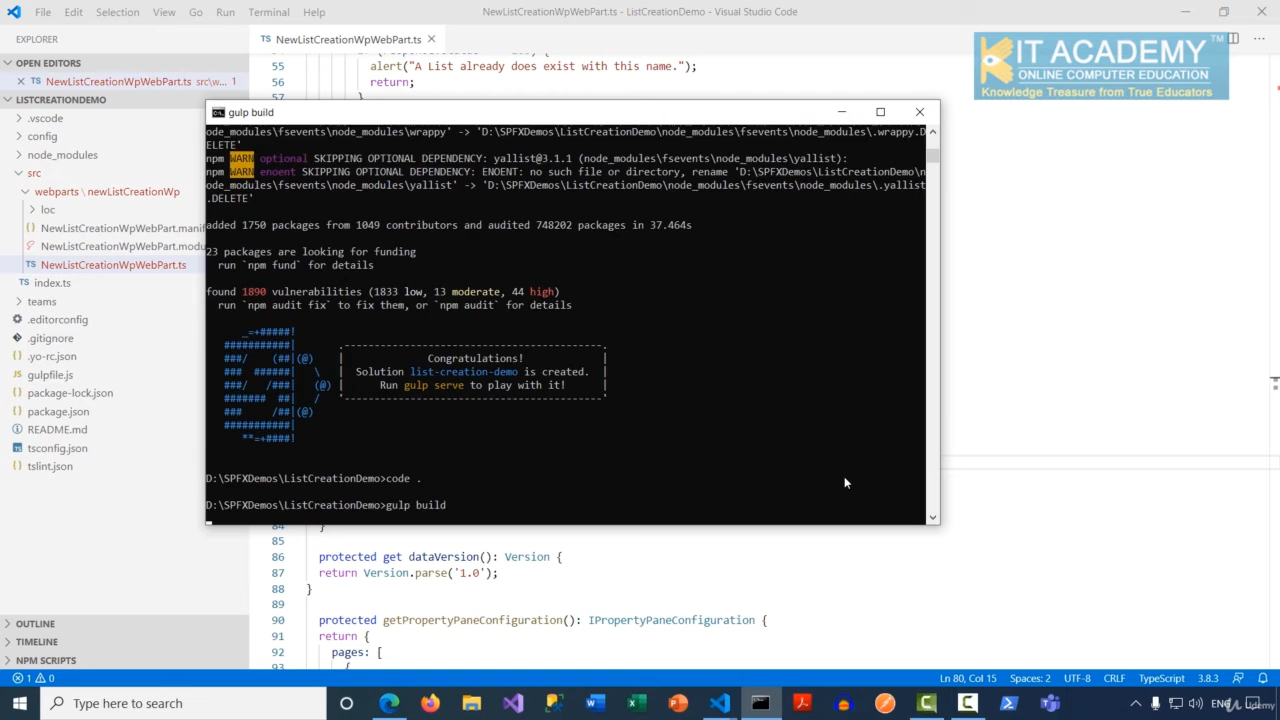 File Edit Selection View Go Run Terminal Help
NewListCreationWpWebPart.ts - ListCreationDemo - Visual Studio Code
EXPLORER
TS NewListCreationWpWebPart.ts
OPEN EDITORS
TS NewListCreationWpWebPart.ts src\w... 1
LISTCREATIONDEMO
.vscode
config
node_modules
src
webparts \ newListCreationWp
loc
NewListCreationWpWebPart.mani
NewListCreationWpWebPart.modu
TS NewListCreationWpWebPart.ts
TS index.ts
teams
.editorconfig
.gitignore
.yo-rc.json
gulpfile.js
package-lock.json
package.json
README.md
tsconfig.json
tslint.json
OUTLINE
TIMELINE
NPM SCRIPTS
55 alert("A List already does exist with this name.");
56 return;
57 }
KIT ACADEMY TM
ONLINE COMPUTER EDUCATION
Knowledge Treasure from True Educators
gulp build
ode_modules\fsevents\node_modules\wrappy' -> 'D:\SPFXDemos\ListCreationDemo\node_modules\fsevents\node_modules\.wrappy.D
ELETE'
npm WARN optional SKIPPING OPTIONAL DEPENDENCY: yallist@3.1.1 (node_modules\fsevents\node_modules\yallist):
npm WARN enoent SKIPPING OPTIONAL DEPENDENCY: ENOENT: no such file or directory, rename 'D:\SPFXDemos\ListCreationDemo\n
ode_modules\fsevents\node_modules\yallist' -> 'D:\SPFXDemos\ListCreationDemo\node_modules\fsevents\node_modules\.yallist
.DELETE'
added 1750 packages from 1049 contributors and audited 748202 packages in 37.464s
23 packages are looking for funding
run `npm fund` for details
found 1890 vulnerabilities (1833 low, 13 moderate, 44 high)
run `npm audit fix` to fix them, or `npm audit` for details
_=+#####!
###########| .--------------------------------------------.
###/ (##|(@) | Congratulations! |
### ######| \ | Solution list-creation-demo is created. |
###/ /###| (@) | Run gulp serve to play with it! |
####### ##| / '--------------------------------------------'
### /##|(@)
###########|
**=+####!
D:\SPFXDemos\ListCreationDemo>code .
D:\SPFXDemos\ListCreationDemo>gulp build
84 }
85
86 protected get dataVersion(): Version {
87 return Version.parse('1.0');
88 }
89
90 protected getPropertyPaneConfiguration(): IPropertyPaneConfiguration {
91 return {
92 pages: [
93 {
1 0
Ln 80, Col 15 Spaces: 2 UTF-8 CRLF TypeScript 3.8.3
Type here to search
ENG
Udemy